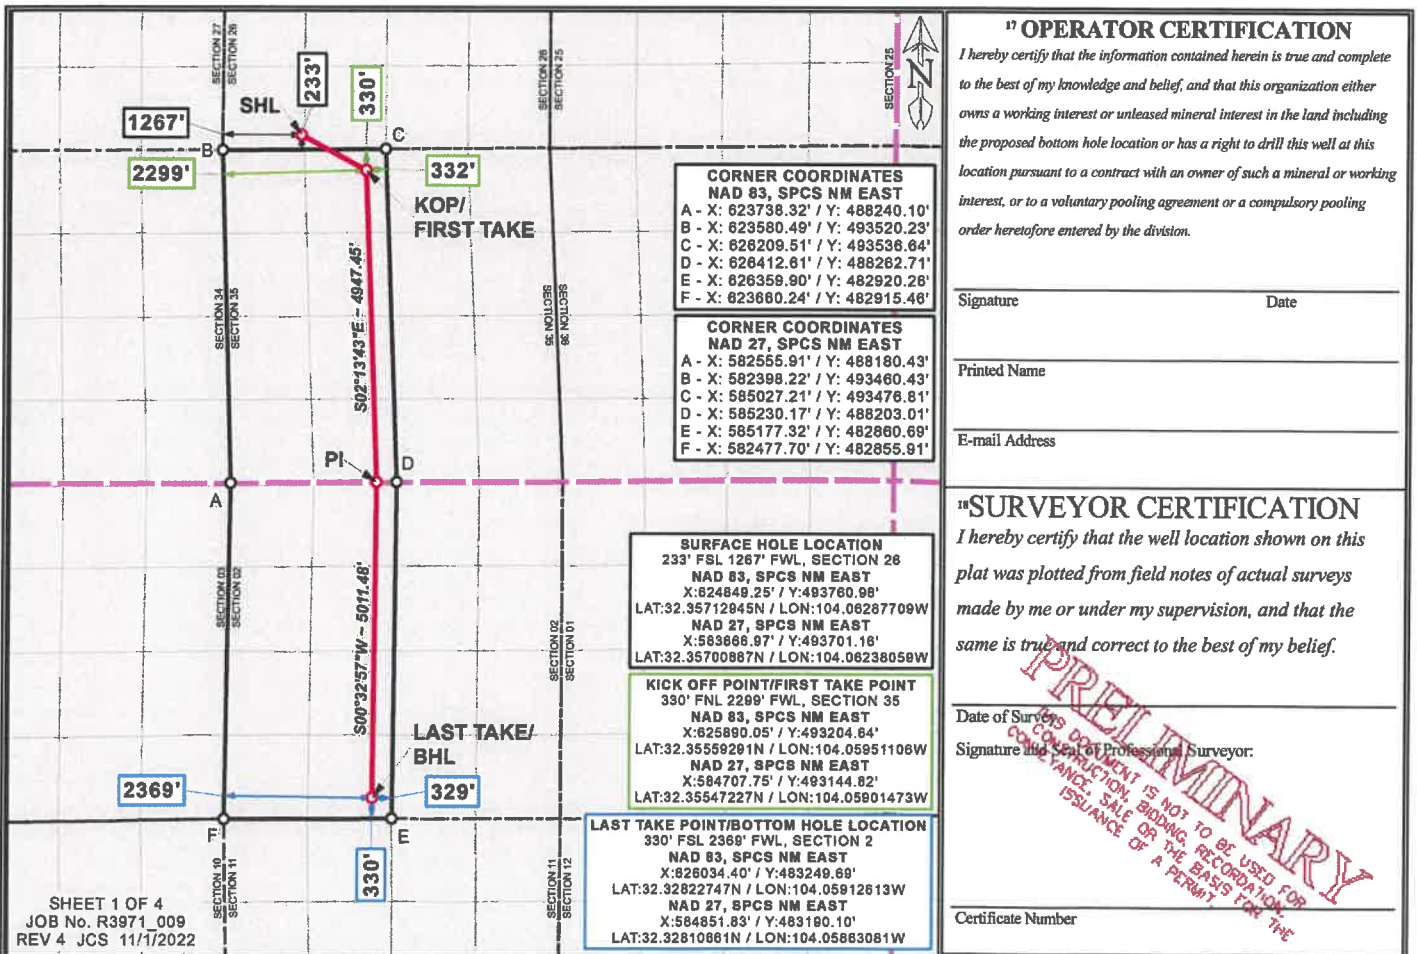 SECTION 27
SECTION 26
SECTION 26
SECTION 25
SECTION 25
N
233'
330'
SHL
1267'
B
C
2299'
332'
KOP/
FIRST TAKE
S02°13'43"E ~ 4947.45'
SECTION 34
SECTION 35
SECTION 35
SECTION 36
PI
A
D
SECTION 03
SECTION 02
SECTION 02
SECTION 01
S00°32'57"W ~ 5011.48'
LAST TAKE/
BHL
2369'
329'
F
E
330'
SECTION 10
SECTION 11
SECTION 11
SECTION 12
SHEET 1 OF 4
JOB No. R3971_009
REV 4 JCS 11/1/2022
CORNER COORDINATES
NAD 83, SPCS NM EAST
A - X: 623738.32' / Y: 488240.10'
B - X: 623580.49' / Y: 493520.23'
C - X: 626209.51' / Y: 493536.64'
D - X: 626412.61' / Y: 488262.71'
E - X: 626359.90' / Y: 482920.26'
F - X: 623660.24' / Y: 482915.46'
CORNER COORDINATES
NAD 27, SPCS NM EAST
A - X: 582555.91' / Y: 488180.43'
B - X: 582398.22' / Y: 493460.43'
C - X: 585027.21' / Y: 493476.81'
D - X: 585230.17' / Y: 488203.01'
E - X: 585177.32' / Y: 482860.69'
F - X: 582477.70' / Y: 482855.91'
SURFACE HOLE LOCATION
233' FSL 1267' FWL, SECTION 26
NAD 83, SPCS NM EAST
X:624849.25' / Y:493760.98'
LAT:32.35712945N / LON:104.06287709W
NAD 27, SPCS NM EAST
X:583666.97' / Y:493701.16'
LAT:32.35700867N / LON:104.06238059W
KICK OFF POINT/FIRST TAKE POINT
330' FNL 2299' FWL, SECTION 35
NAD 83, SPCS NM EAST
X:625890.05' / Y:493204.64'
LAT:32.35559291N / LON:104.05951106W
NAD 27, SPCS NM EAST
X:584707.75' / Y:493144.82'
LAT:32.35547227N / LON:104.05901473W
LAST TAKE POINT/BOTTOM HOLE LOCATION
330' FSL 2369' FWL, SECTION 2
NAD 83, SPCS NM EAST
X:626034.40' / Y:483249.69'
LAT:32.32822747N / LON:104.05912613W
NAD 27, SPCS NM EAST
X:584851.83' / Y:483190.10'
LAT:32.32810661N / LON:104.05863081W
17 OPERATOR CERTIFICATION
I hereby certify that the information contained herein is true and complete
to the best of my knowledge and belief, and that this organization either
owns a working interest or unleased mineral interest in the land including
the proposed bottom hole location or has a right to drill this well at this
location pursuant to a contract with an owner of such a mineral or working
interest, or to a voluntary pooling agreement or a compulsory pooling
order heretofore entered by the division.
Signature Date
Printed Name
E-mail Address
18 SURVEYOR CERTIFICATION
I hereby certify that the well location shown on this
plat was plotted from field notes of actual surveys
made by me or under my supervision, and that the
same is true and correct to the best of my belief.
Date of Survey
Signature and Seal of Professional Surveyor:
Certificate Number
PRELIMINARY
THIS DOCUMENT IS NOT TO BE USED FOR
CONSTRUCTION, BIDDING, RECORDATION,
CONVEYANCE, SALE OR THE BASIS FOR THE
ISSUANCE OF A PERMIT